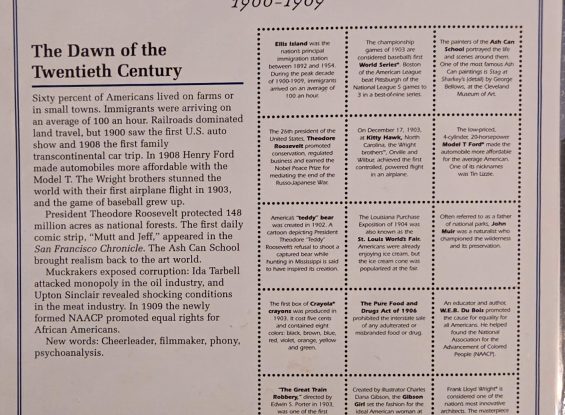 1900-1909
The Dawn of the
Twentieth Century
Sixty percent of Americans lived on farms or
in small towns. Immigrants were arriving on
an average of 100 an hour. Railroads dominated
land travel, but 1900 saw the first U.S. auto
show and 1908 the first family
transcontinental car trip. In 1908 Henry Ford
made automobiles more affordable with the
Model T. The Wright brothers stunned the
world with their first airplane flight in 1903,
and the game of baseball grew up.
President Theodore Roosevelt protected 148
million acres as national forests. The first daily
comic strip, "Mutt and Jeff," appeared in the
San Francisco Chronicle. The Ash Can School
brought realism back to the art world.
Muckrakers exposed corruption: Ida Tarbell
attacked monopoly in the oil industry, and
Upton Sinclair revealed shocking conditions
in the meat industry. In 1909 the newly
formed NAACP promoted equal rights for
African Americans.
New words: Cheerleader, filmmaker, phony,
psychoanalysis.
Ellis Island was the
nation's principal
immigration station
between 1892 and 1954.
During the peak decade
of 1900-1909, immigrants
arrived on an average of
100 an hour.
The championship
games of 1903 are
considered baseball's first
World Series® Boston
of the American League
beat Pittsburgh of the
National League 5 games to
3 in a best-of-nine series.
The painters of the Ash Can
School portrayed the life
and scenes around them.
One of the most famous Ash
Can paintings is Stag at
Sharkey's (detail) by George
Bellows, at the Cleveland
Museum of Art.
The 26th president of the
United States, Theodore
Roosevelt promoted
conservation, regulated
business and earned the
Nobel Peace Prize for
mediating the end of the
Russo-Japanese War.
On December 17, 1903,
at Kitty Hawk, North
Carolina, the Wright
brothers", Orville and
Wilbur, achieved the first
controlled, powered flight
in an airplane.
The low-priced,
4-cylinder, 20-horsepower
Model T Ford® made the
automobile more affordable
for the average American.
One of its nicknames
was Tin Lizzie.
America's "teddy" bear
was created in 1902. A
cartoon depicting President
Theodore "Teddy"
Roosevelt's refusal to shoot a
captured bear while
hunting in Mississippi is said
to have inspired its creation.
The Louisiana Purchase
Exposition of 1904 was
also known as the
St. Louis World's Fair.
Americans were already
enjoying ice cream, but
the ice cream cone was
popularized at the fair.
Often referred to as a father
of national parks, John
Muir was a naturalist who
championed the wilderness
and its preservation.
The first box of Crayola®
crayons was produced in
1903. It cost five cents
and contained eight
colors: black, brown, blue,
red, violet, orange, yellow
and green.
The Pure Food and
Drugs Act of 1906
prohibited the interstate sale
of any adulterated or
misbranded food or drug.
An educator and author,
W.E.B. Du Bois promoted
the cause for equality for
all Americans. He helped
found the National
Association for the
Advancement of Colored
People (NAACP).
"The Great Train
Robbery," directed by
Edwin S. Porter in 1903,
was one of the first
Created by illustrator Charles
Dana Gibson, the Gibson
Girl set the fashion for the
ideal American woman at
Frank Lloyd Wright® is
considered one of the
nation's most innovative
architects. The masterpiece